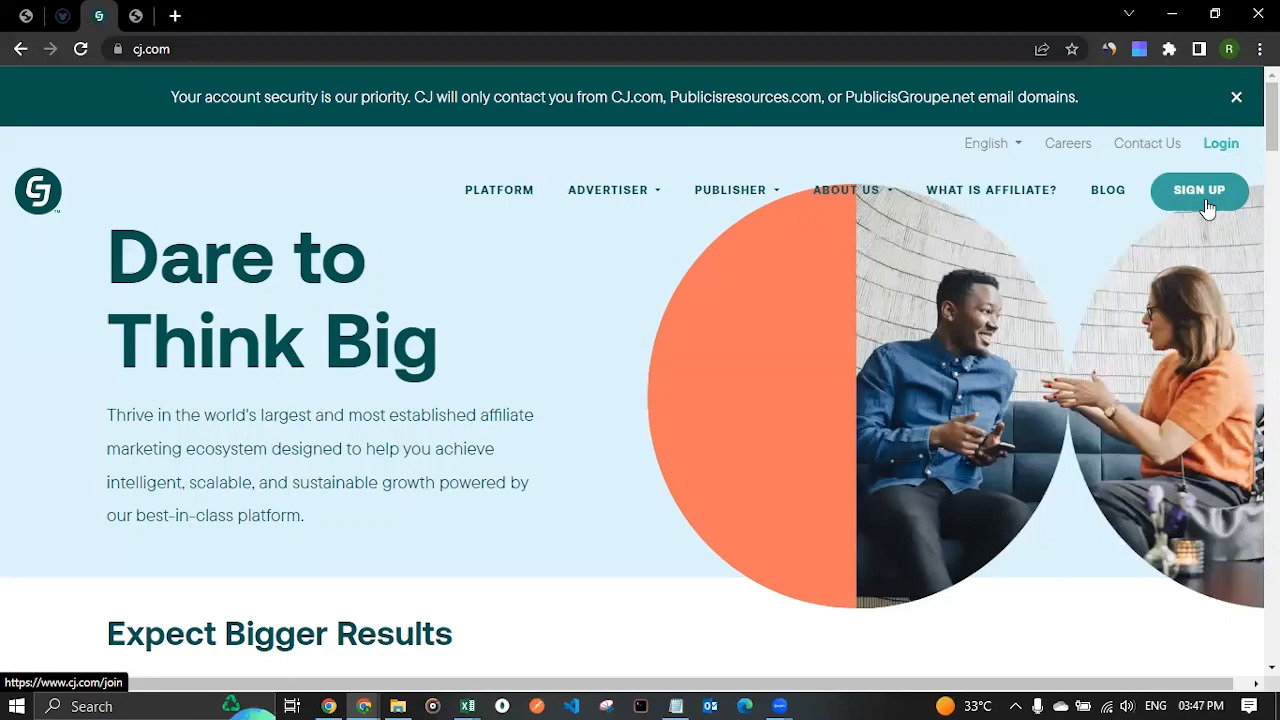 cj.com
R
Your account security is our priority. CJ will only contact you from CJ.com, Publicisresources.com, or PublicisGroupe.net email domains.
English
Careers
Contact Us
Login
PLATFORM
ADVERTISER
PUBLISHER
ABOUT US
WHAT IS AFFILIATE?
BLOG
SIGN UP
Dare to
Think Big
Thrive in the world's largest and most established affiliate
marketing ecosystem designed to help you achieve
intelligent, scalable, and sustainable growth powered by
our best-in-class platform.
Expect Bigger Results
https://www.cj.com/join
Search
33°C
ENG
03:47 PM